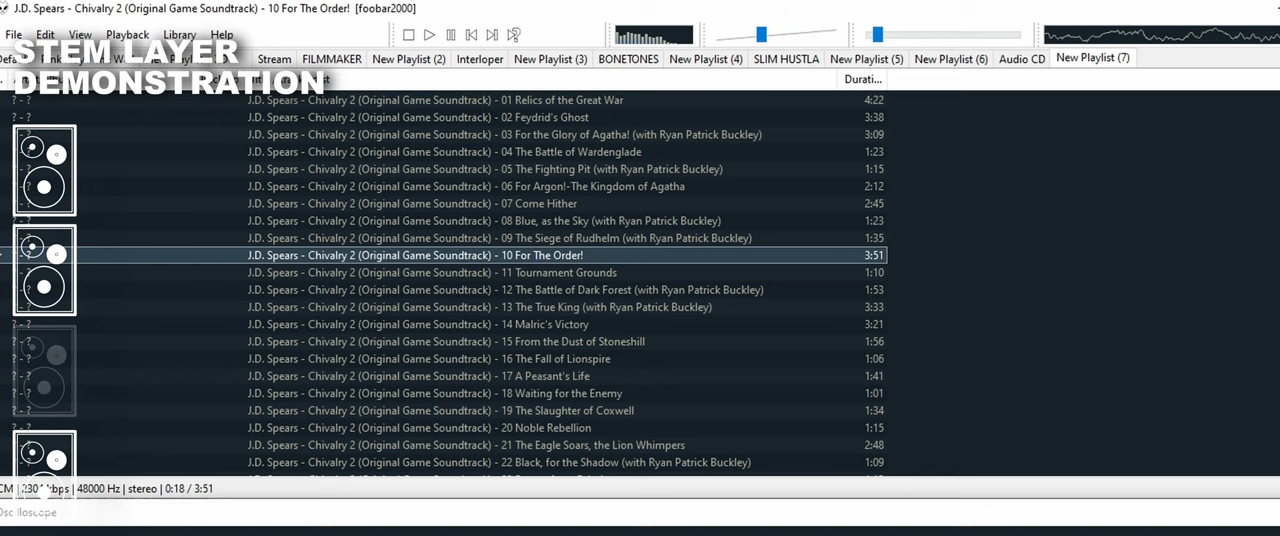 J.D. Spears - Chivalry 2 (Original Game Soundtrack) - 10 For The Order! [foobar2000]
File Edit View Playback Library Help
STEM LAYER
DEMONSTRATION
Stream FILMMAKER New Playlist (2) Interloper New Playlist (3) BONETONES New Playlist (4) SLIM HUSTLA New Playlist (5) New Playlist (6) Audio CD New Playlist (7)
Durati...
? - ? J.D. Spears - Chivalry 2 (Original Game Soundtrack) - 01 Relics of the Great War 4:22
? - ? J.D. Spears - Chivalry 2 (Original Game Soundtrack) - 02 Feydrid's Ghost 3:38
J.D. Spears - Chivalry 2 (Original Game Soundtrack) - 03 For the Glory of Agatha! (with Ryan Patrick Buckley) 3:09
J.D. Spears - Chivalry 2 (Original Game Soundtrack) - 04 The Battle of Wardenglade 1:23
J.D. Spears - Chivalry 2 (Original Game Soundtrack) - 05 The Fighting Pit (with Ryan Patrick Buckley) 1:15
J.D. Spears - Chivalry 2 (Original Game Soundtrack) - 06 For Argon!-The Kingdom of Agatha 2:12
J.D. Spears - Chivalry 2 (Original Game Soundtrack) - 07 Come Hither 2:45
? - ? J.D. Spears - Chivalry 2 (Original Game Soundtrack) - 08 Blue, as the Sky (with Ryan Patrick Buckley) 1:23
J.D. Spears - Chivalry 2 (Original Game Soundtrack) - 09 The Siege of Rudhelm (with Ryan Patrick Buckley) 1:35
J.D. Spears - Chivalry 2 (Original Game Soundtrack) - 10 For The Order! 3:51
J.D. Spears - Chivalry 2 (Original Game Soundtrack) - 11 Tournament Grounds 1:10
J.D. Spears - Chivalry 2 (Original Game Soundtrack) - 12 The Battle of Dark Forest (with Ryan Patrick Buckley) 1:53
J.D. Spears - Chivalry 2 (Original Game Soundtrack) - 13 The True King (with Ryan Patrick Buckley) 3:33
? - ? J.D. Spears - Chivalry 2 (Original Game Soundtrack) - 14 Malric's Victory 3:21
? - ? J.D. Spears - Chivalry 2 (Original Game Soundtrack) - 15 From the Dust of Stoneshill 1:56
? - ? J.D. Spears - Chivalry 2 (Original Game Soundtrack) - 16 The Fall of Lionspire 1:06
? - ? J.D. Spears - Chivalry 2 (Original Game Soundtrack) - 17 A Peasant's Life 1:41
? - ? J.D. Spears - Chivalry 2 (Original Game Soundtrack) - 18 Waiting for the Enemy 1:01
? - ? J.D. Spears - Chivalry 2 (Original Game Soundtrack) - 19 The Slaughter of Coxwell 1:34
? - ? J.D. Spears - Chivalry 2 (Original Game Soundtrack) - 20 Noble Rebellion 1:15
J.D. Spears - Chivalry 2 (Original Game Soundtrack) - 21 The Eagle Soars, the Lion Whimpers 2:48
J.D. Spears - Chivalry 2 (Original Game Soundtrack) - 22 Black, for the Shadow (with Ryan Patrick Buckley) 1:09
kbps | 48000 Hz | stereo | 0:18 / 3:51
Oscilloscope